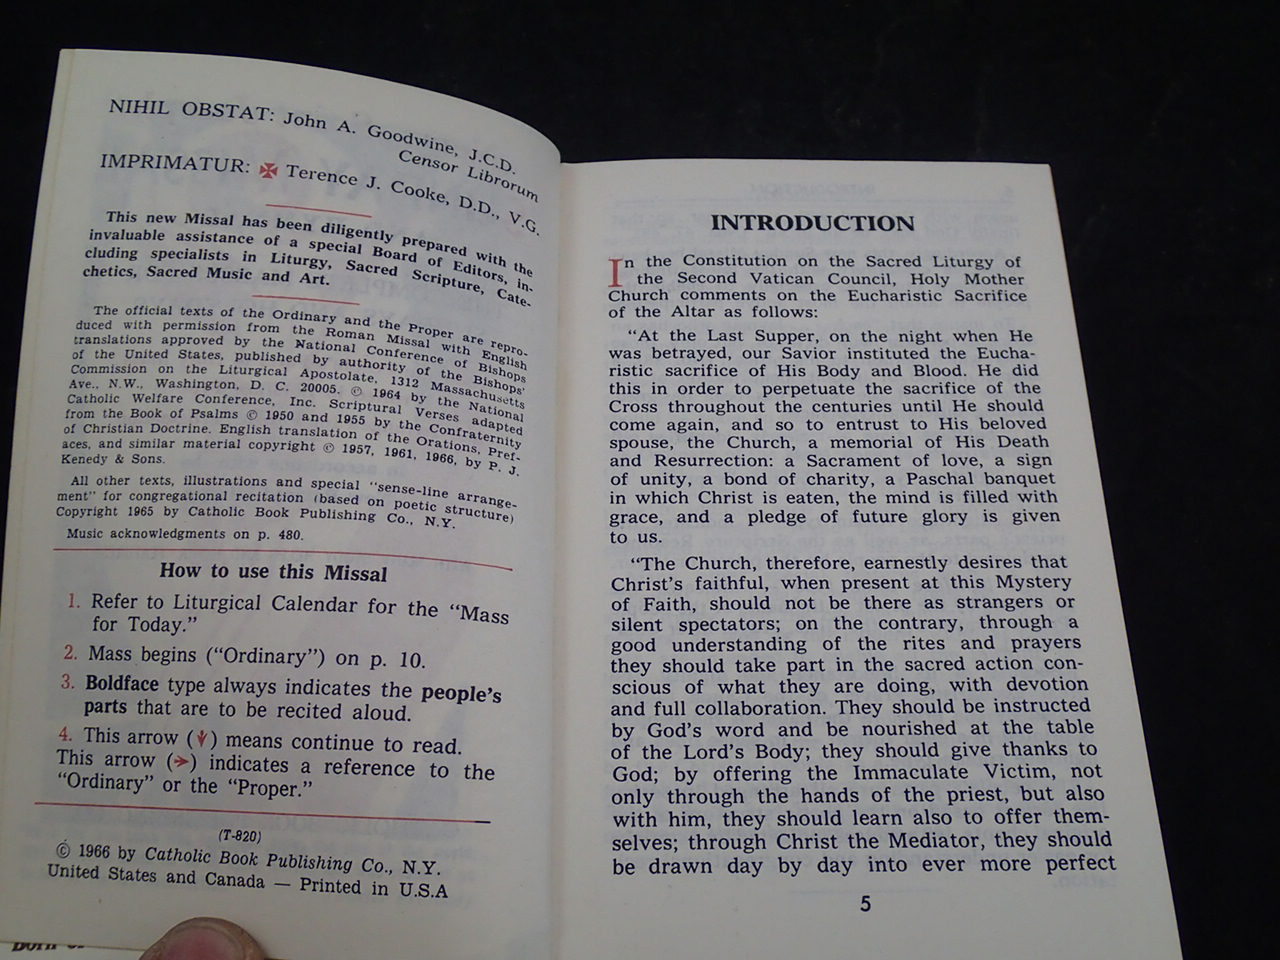 NIHIL OBSTAT: John A. Goodwine, J.C.D.
Censor Librorum
IMPRIMATUR: ✠ Terence J. Cooke, D.D., V.G.
This new Missal has been diligently prepared with the
invaluable assistance of a special Board of Editors, in-
cluding specialists in Liturgy, Sacred Scripture, Cate-
chetics, Sacred Music and Art.
The official texts of the Ordinary and the Proper are repro-
duced with permission from the Roman Missal with English
translations approved by the National Conference of Bishops
of the United States, published by authority of the Bishops'
Commission on the Liturgical Apostolate, 1312 Massachusetts
Ave., N.W., Washington, D. C. 20005. © 1964 by the National
Catholic Welfare Conference, Inc. Scriptural Verses adapted
from the Book of Psalms © 1950 and 1955 by the Confraternity
of Christian Doctrine. English translation of the Orations, Pref-
aces, and similar material copyright © 1957, 1961, 1966, by P. J.
Kenedy & Sons.
All other texts, illustrations and special "sense-line arrange-
ment" for congregational recitation (based on poetic structure)
Copyright 1965 by Catholic Book Publishing Co., N.Y.
Music acknowledgments on p. 480.
How to use this Missal
1. Refer to Liturgical Calendar for the "Mass
for Today."
2. Mass begins ("Ordinary") on p. 10.
3. Boldface type always indicates the people's
parts that are to be recited aloud.
4. This arrow (↓) means continue to read.
This arrow (→) indicates a reference to the
"Ordinary" or the "Proper."
(T-820)
© 1966 by Catholic Book Publishing Co., N.Y.
United States and Canada — Printed in U.S.A
INTRODUCTION
In the Constitution on the Sacred Liturgy of
the Second Vatican Council, Holy Mother
Church comments on the Eucharistic Sacrifice
of the Altar as follows:
"At the Last Supper, on the night when He
was betrayed, our Savior instituted the Eucha-
ristic sacrifice of His Body and Blood. He did
this in order to perpetuate the sacrifice of the
Cross throughout the centuries until He should
come again, and so to entrust to His beloved
spouse, the Church, a memorial of His Death
and Resurrection: a Sacrament of love, a sign
of unity, a bond of charity, a Paschal banquet
in which Christ is eaten, the mind is filled with
grace, and a pledge of future glory is given
to us.
"The Church, therefore, earnestly desires that
Christ's faithful, when present at this Mystery
of Faith, should not be there as strangers or
silent spectators; on the contrary, through a
good understanding of the rites and prayers
they should take part in the sacred action con-
scious of what they are doing, with devotion
and full collaboration. They should be instructed
by God's word and be nourished at the table
of the Lord's Body; they should give thanks to
God; by offering the Immaculate Victim, not
only through the hands of the priest, but also
with him, they should learn also to offer them-
selves; through Christ the Mediator, they should
be drawn day by day into ever more perfect
5